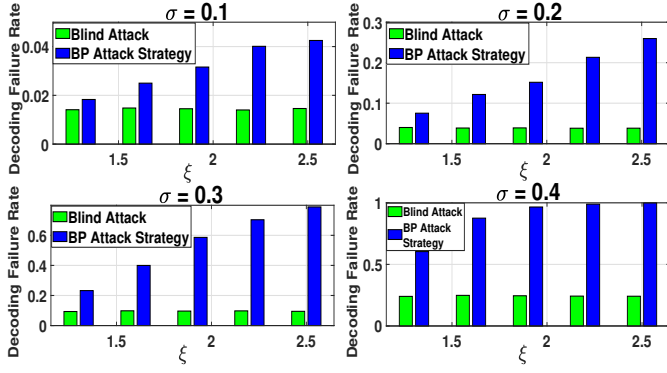 σ = 0.1
Decoding Failure Rate
0.04
0.02
0
Blind Attack
BP Attack Strategy
1.5 2 2.5
ξ
σ = 0.2
Decoding Failure Rate
0.3
0.2
0.1
0
Blind Attack
BP Attack Strategy
1.5 2 2.5
ξ
σ = 0.3
Decoding Failure Rate
0.6
0.4
0.2
0
Blind Attack
BP Attack Strategy
1.5 2 2.5
ξ
σ = 0.4
Decoding Failure Rate
1
0.5
0
Blind Attack
BP Attack
Strategy
1.5 2 2.5
ξ